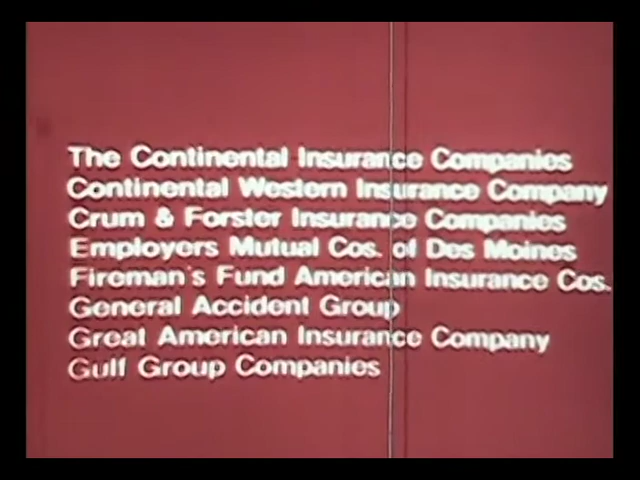 The Continental Insurance Companies
Continental Western Insurance Company
Crum & Forster Insurance Companies
Employers Mutual Cos. of Des Moines
Fireman's Fund American Insurance Cos.
General Accident Group
Great American Insurance Company
Gulf Group Companies